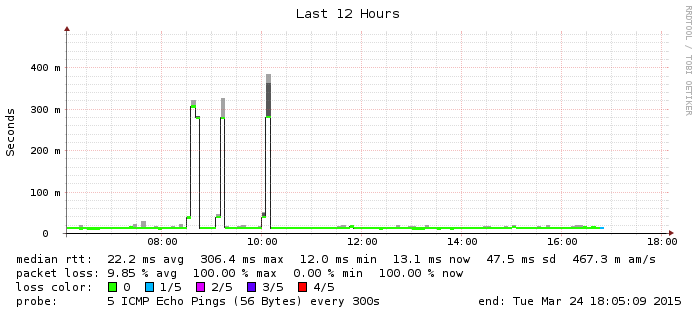 Last 12 Hours
RRDTOOL / TOBI OETIKER
Seconds
400 m
300 m
200 m
100 m
0
08:00 10:00 12:00 14:00 16:00 18:00
median rtt: 22.2 ms avg 306.4 ms max 12.0 ms min 13.1 ms now 47.5 ms sd 467.3 m am/s
packet loss: 9.85 % avg 100.00 % max 0.00 % min 100.00 % now
loss color: 0 1/5 2/5 3/5 4/5
probe: 5 ICMP Echo Pings (56 Bytes) every 300s end: Tue Mar 24 18:05:09 2015